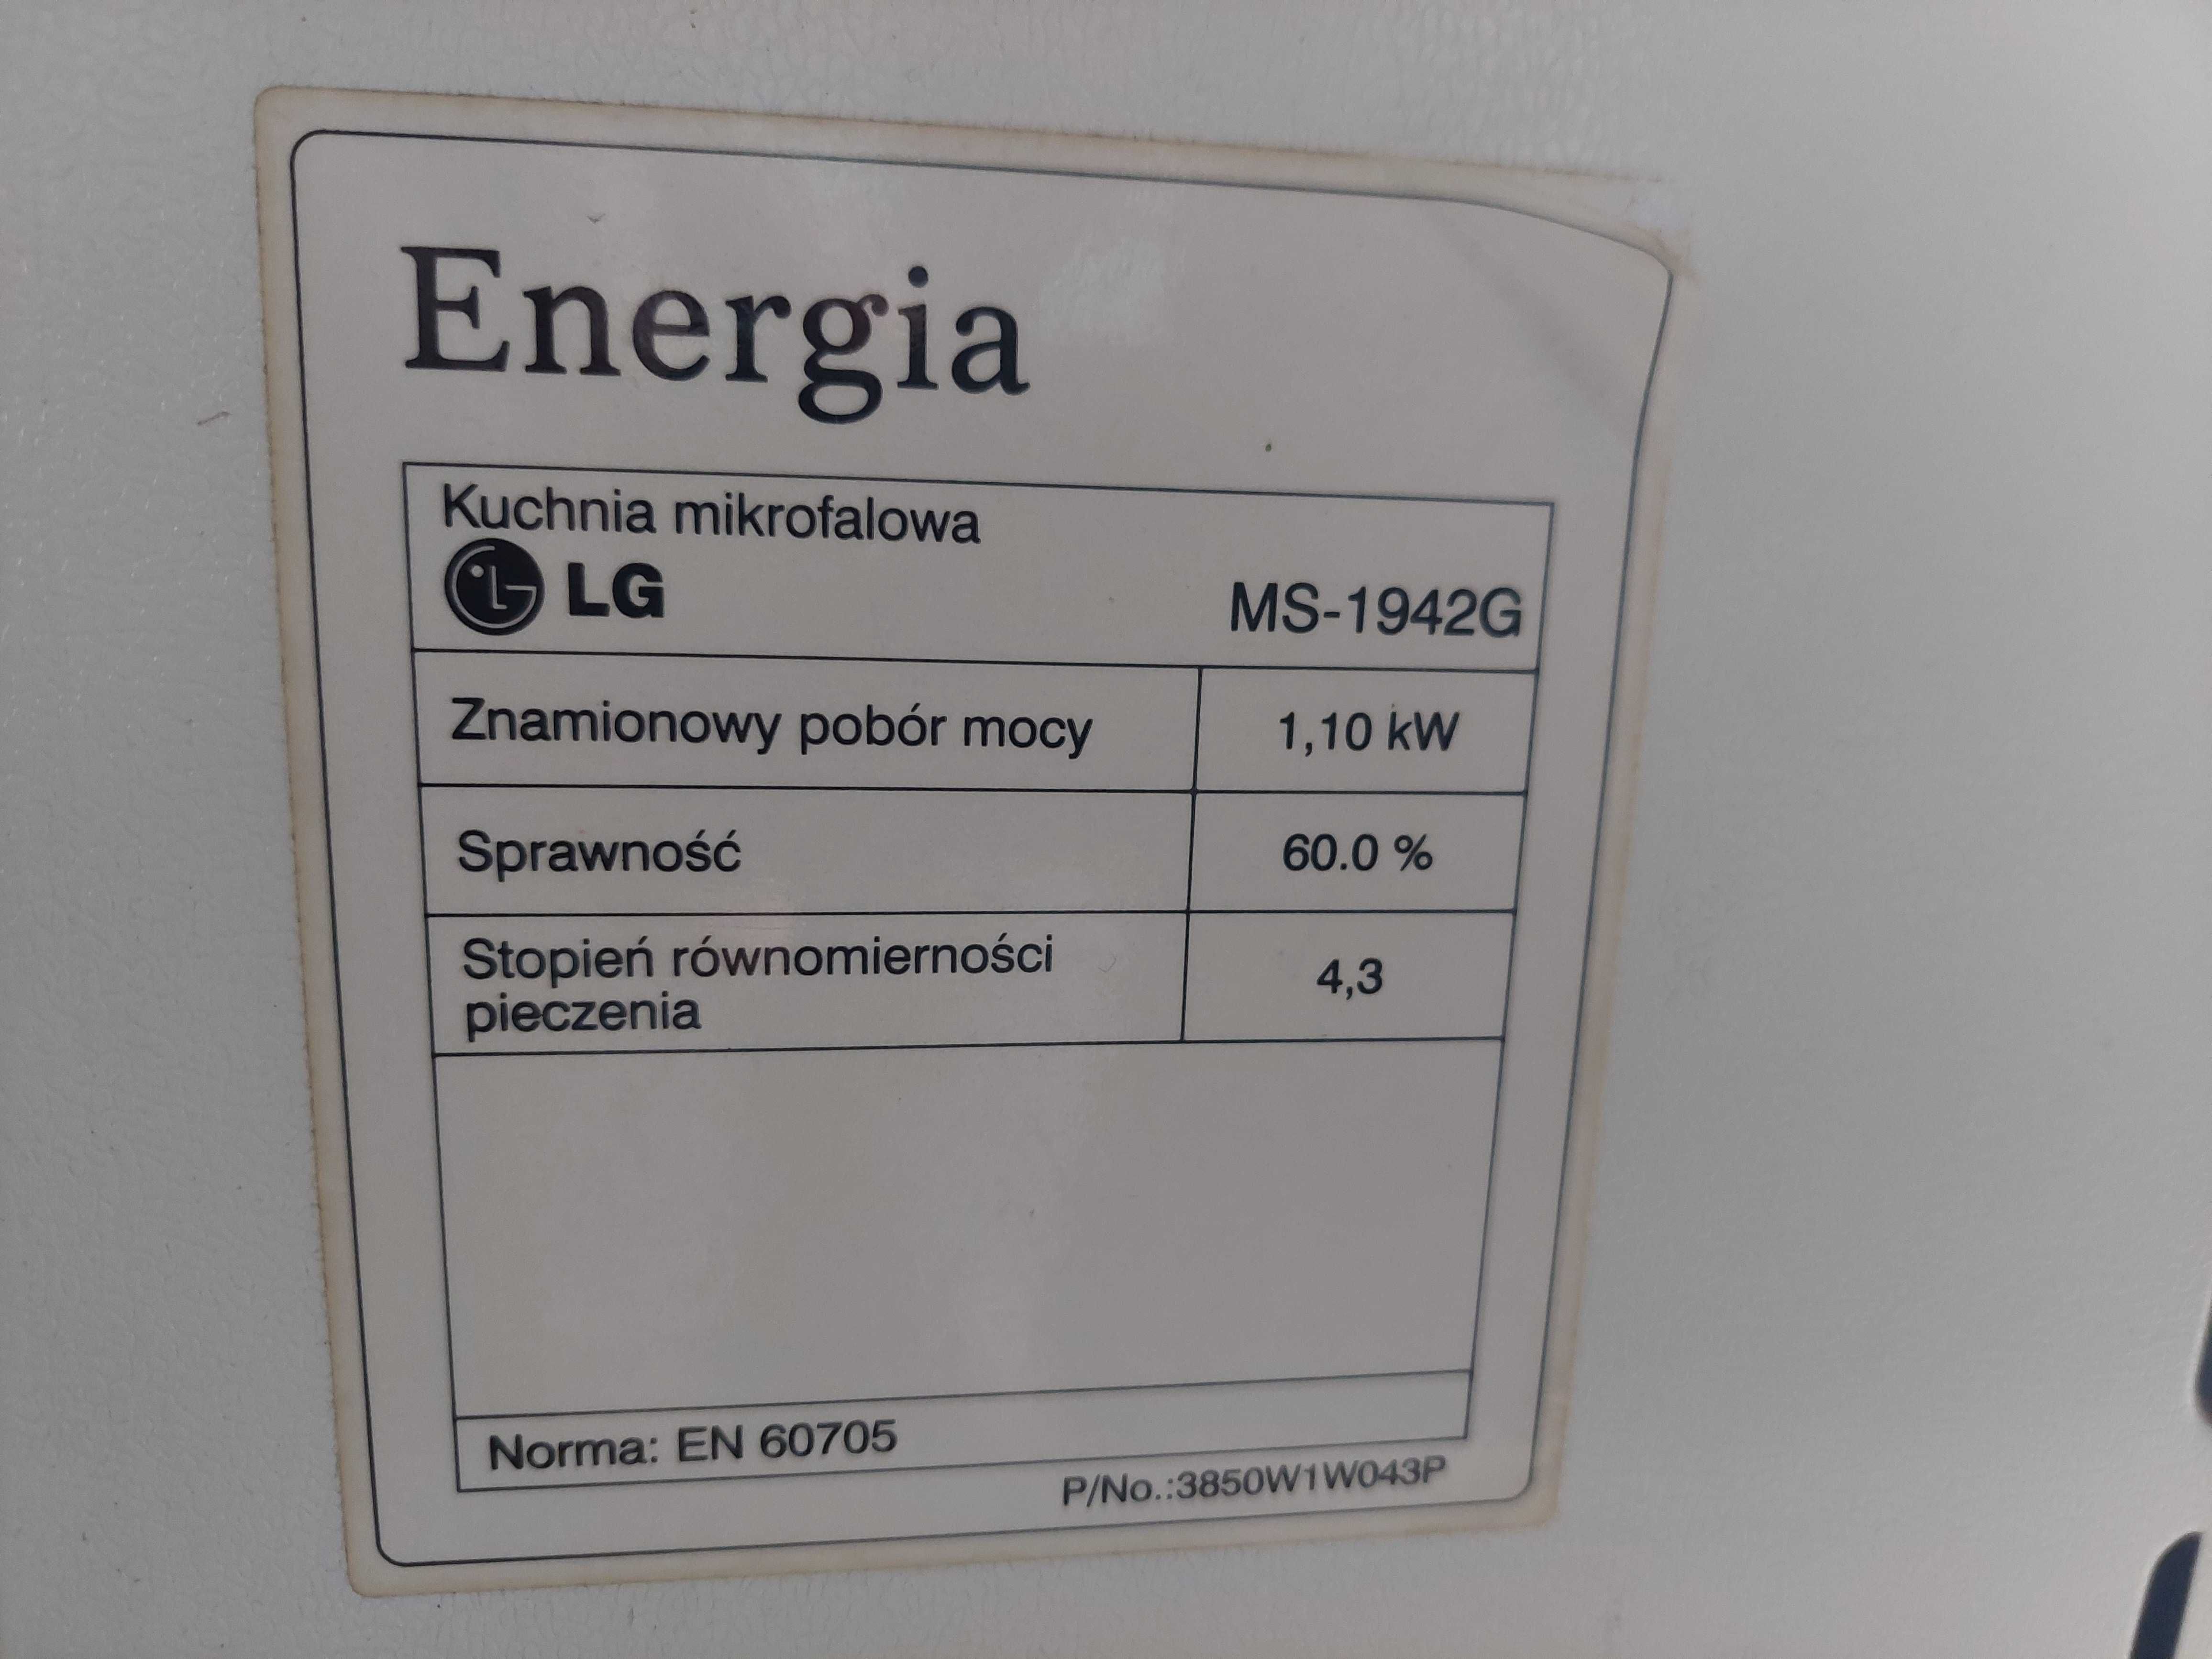 Energia
Kuchnia mikrofalowa
LG
MS-1942G
Znamionowy pobór mocy
1,10 kW
Sprawność
60.0 %
Stopień równomierności
pieczenia
4,3
Norma: EN 60705
P/No.:3850W1W043P